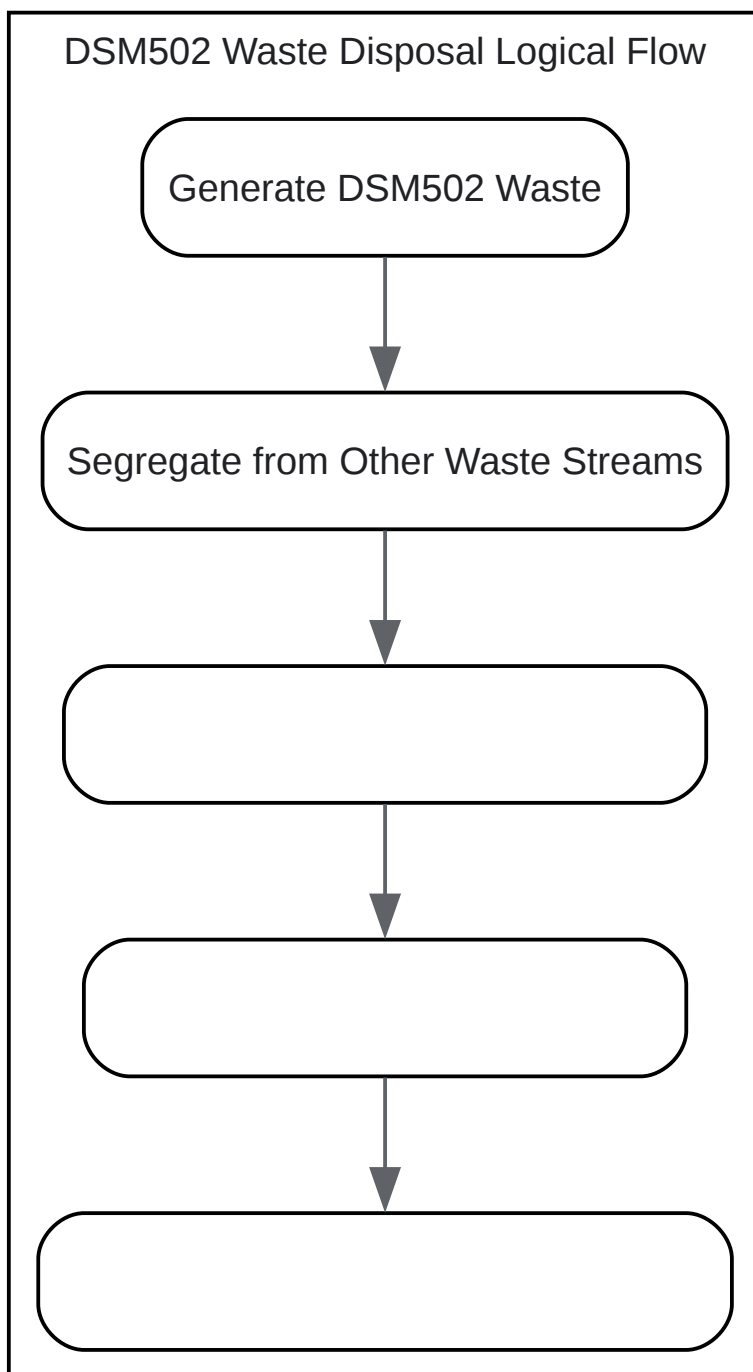 DSM502 Waste Disposal Logical Flow
Generate DSM502 Waste
Segregate from Other Waste Streams